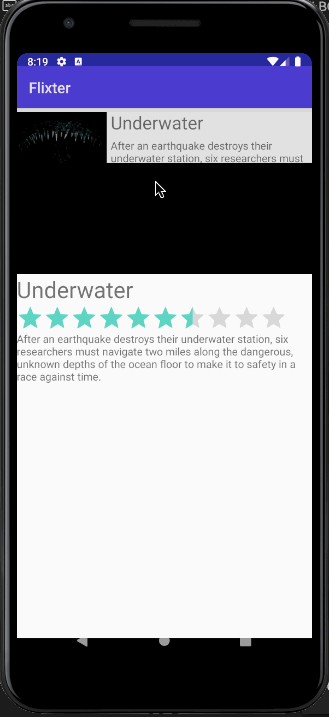 8:19
Flixter
Underwater
After an earthquake destroys their
underwater station, six researchers must
Underwater
After an earthquake destroys their underwater station, six
researchers must navigate two miles along the dangerous,
unknown depths of the ocean floor to make it to safety in a
race against time.